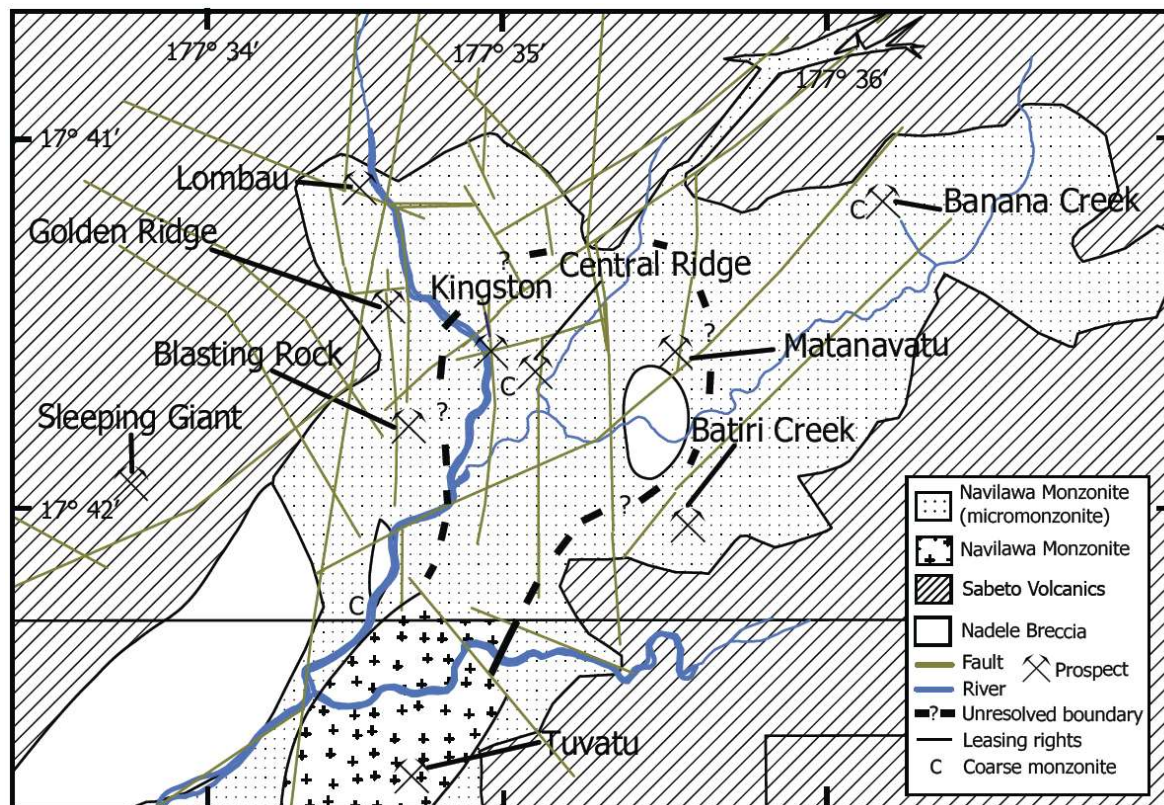 177° 34′
177° 35′
177° 36′
17° 41′
Lombau
C
Banana Creek
Golden Ridge
?
Central Ridge
Kingston
?
Blasting Rock
Matanavatu
C
Sleeping Giant
?
Batiri Creek
17° 42′
?
C
Tuvatu
Navilawa Monzonite
(micromonzonite)
Navilawa Monzonite
Sabeto Volcanics
Nadele Breccia
Fault
Prospect
River
? Unresolved boundary
Leasing rights
C Coarse monzonite